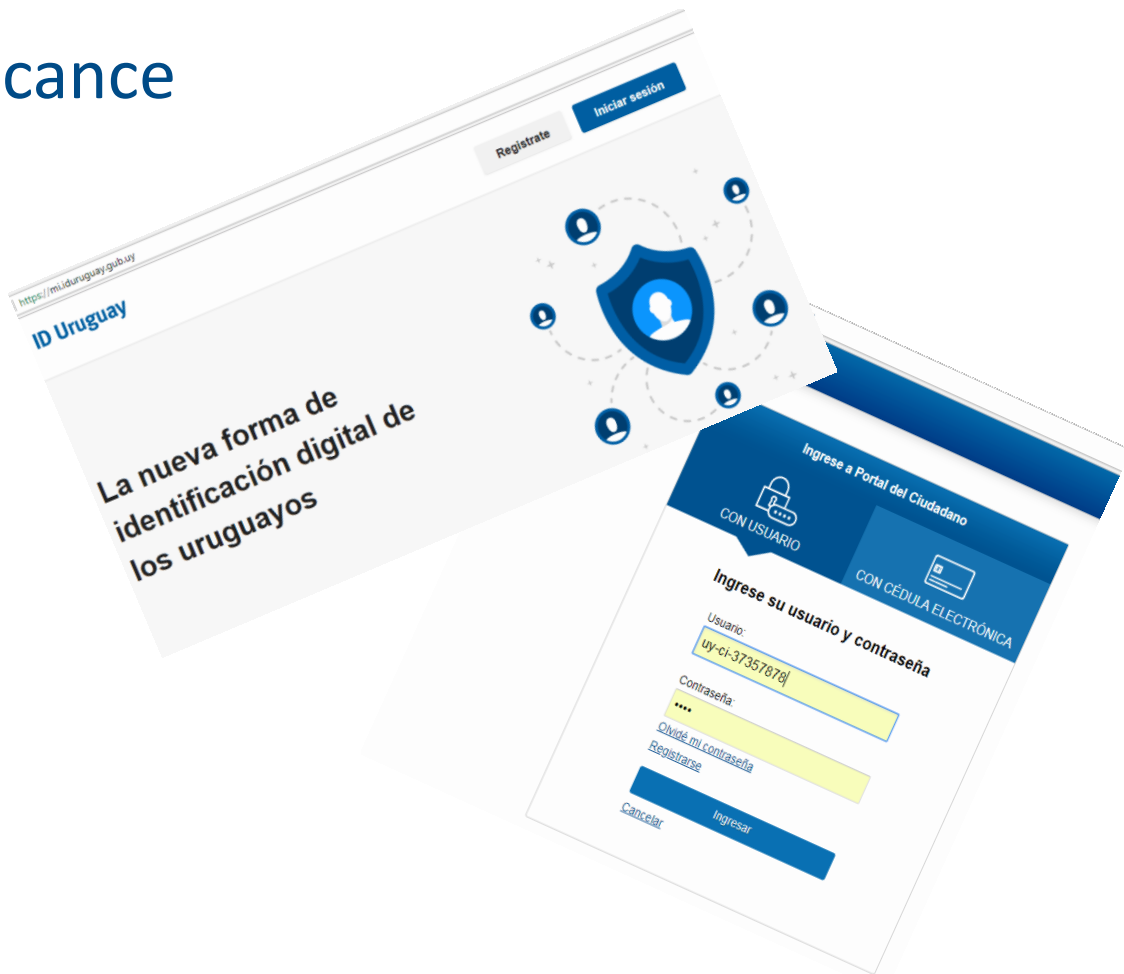 cance
Registrate
Iniciar sesión
https://mi.iduruguay.gub.uy
ID Uruguay
La nueva forma de
identificación digital de
los uruguayos
Ingrese a Portal del Ciudadano
CON USUARIO
CON CÉDULA ELECTRÓNICA
Ingrese su usuario y contraseña
Usuario:
uy-ci-37357878
Contraseña:
••••
Olvidé mi contraseña
Registrarse
Ingresar
Cancelar